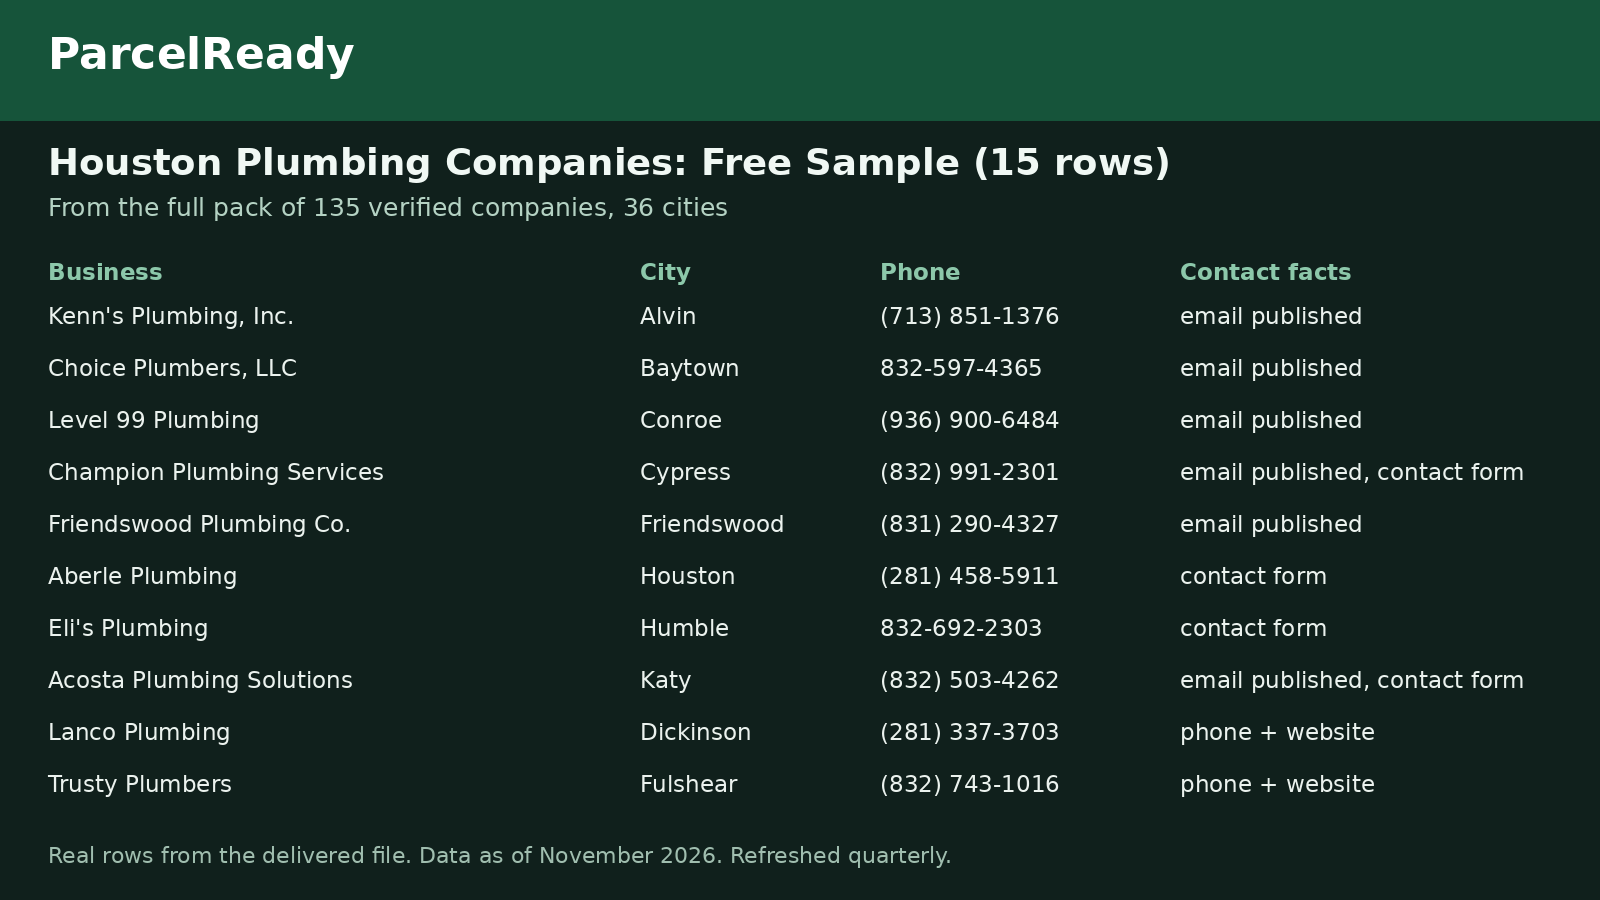 ParcelReady
Houston Plumbing Companies: Free Sample (15 rows)
From the full pack of 135 verified companies, 36 cities
Business City Phone Contact facts
Kenn's Plumbing, Inc. Alvin (713) 851-1376 email published
Choice Plumbers, LLC Baytown 832-597-4365 email published
Level 99 Plumbing Conroe (936) 900-6484 email published
Champion Plumbing Services Cypress (832) 991-2301 email published, contact form
Friendswood Plumbing Co. Friendswood (831) 290-4327 email published
Aberle Plumbing Houston (281) 458-5911 contact form
Eli's Plumbing Humble 832-692-2303 contact form
Acosta Plumbing Solutions Katy (832) 503-4262 email published, contact form
Lanco Plumbing Dickinson (281) 337-3703 phone + website
Trusty Plumbers Fulshear (832) 743-1016 phone + website
Real rows from the delivered file. Data as of November 2026. Refreshed quarterly.